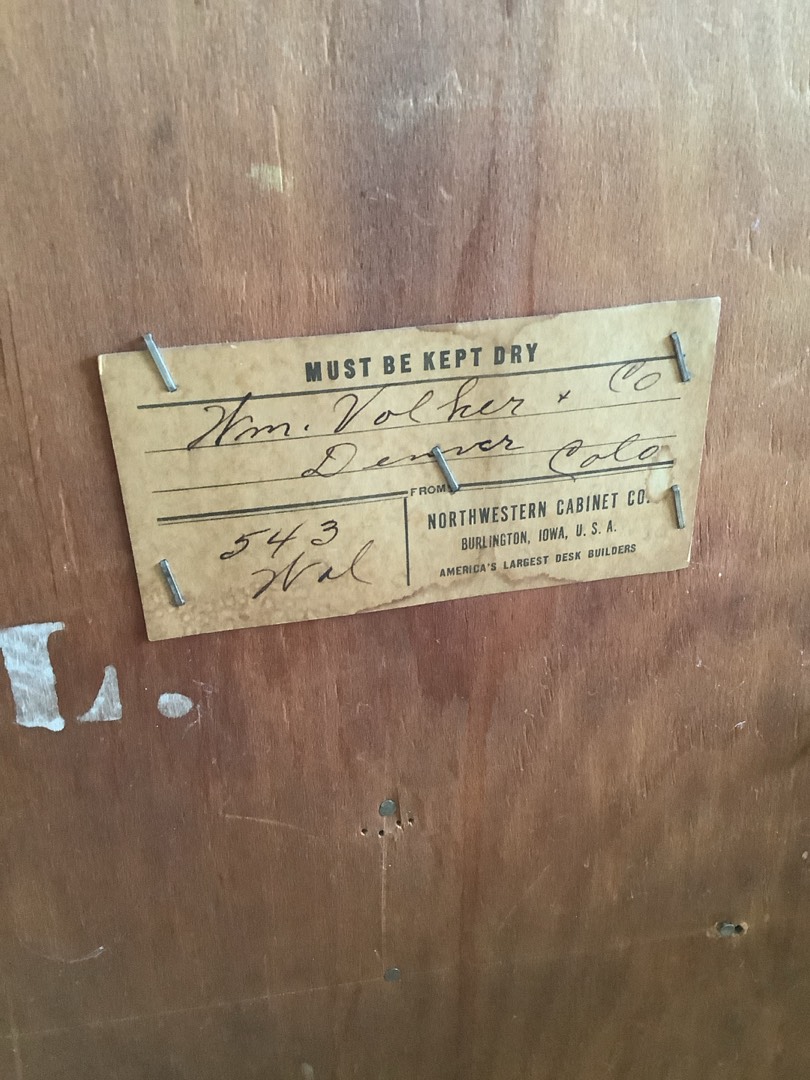 MUST BE KEPT DRY
Wm. Volker & Co
Denver Colo
FROM
NORTHWESTERN CABINET CO.
BURLINGTON, IOWA, U. S. A.
AMERICA'S LARGEST DESK BUILDERS
543
Wal
L.